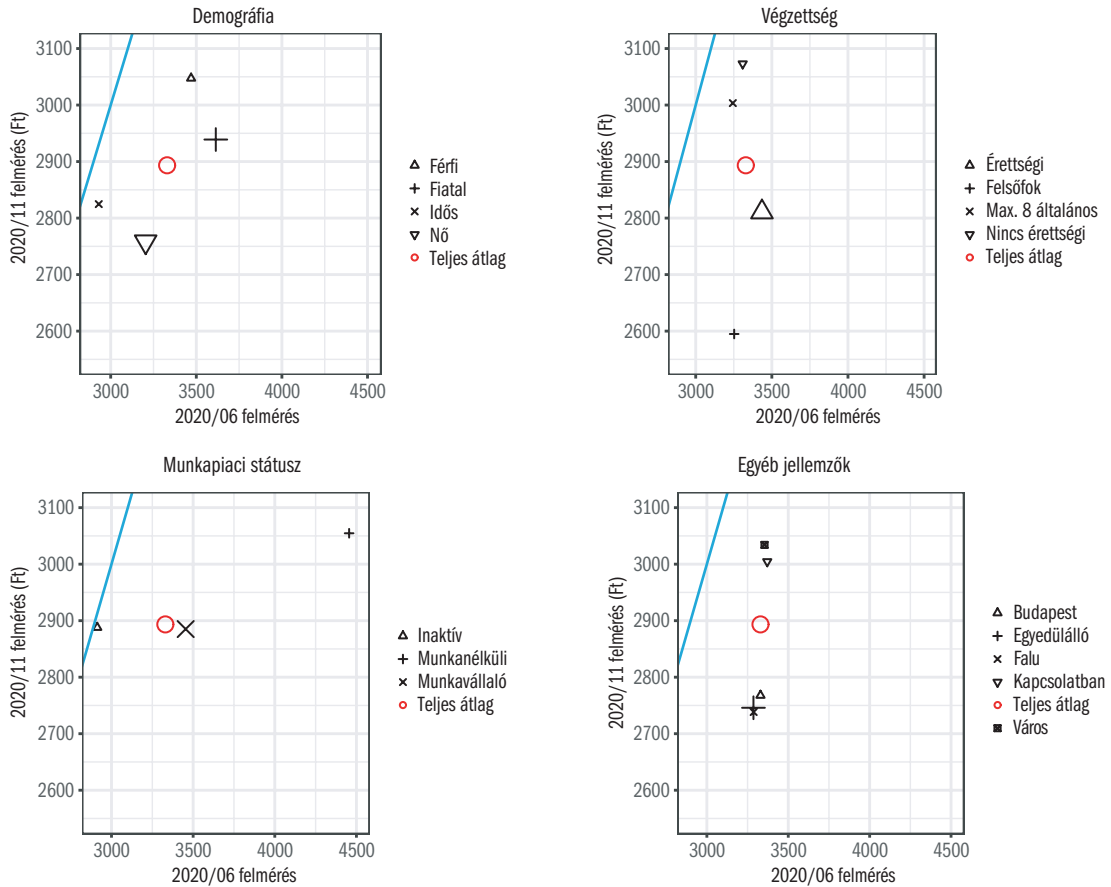 Demográfia
3100
3000
2900
2800
2700
2600
2020/11 felmérés (Ft)
3000 3500 4000 4500
2020/06 felmérés
Férfi
Fiatal
Idős
Nő
Teljes átlag
Végzettség
3100
3000
2900
2800
2700
2600
2020/11 felmérés (Ft)
3000 3500 4000 4500
2020/06 felmérés
Érettségi
Felsőfok
Max. 8 általános
Nincs érettségi
Teljes átlag
Munkapiaci státusz
3100
3000
2900
2800
2700
2600
2020/11 felmérés (Ft)
3000 3500 4000 4500
2020/06 felmérés
Inaktív
Munkanélküli
Munkavállaló
Teljes átlag
Egyéb jellemzők
3100
3000
2900
2800
2700
2600
2020/11 felmérés (Ft)
3000 3500 4000 4500
2020/06 felmérés
Budapest
Egyedülálló
Falu
Kapcsolatban
Teljes átlag
Város